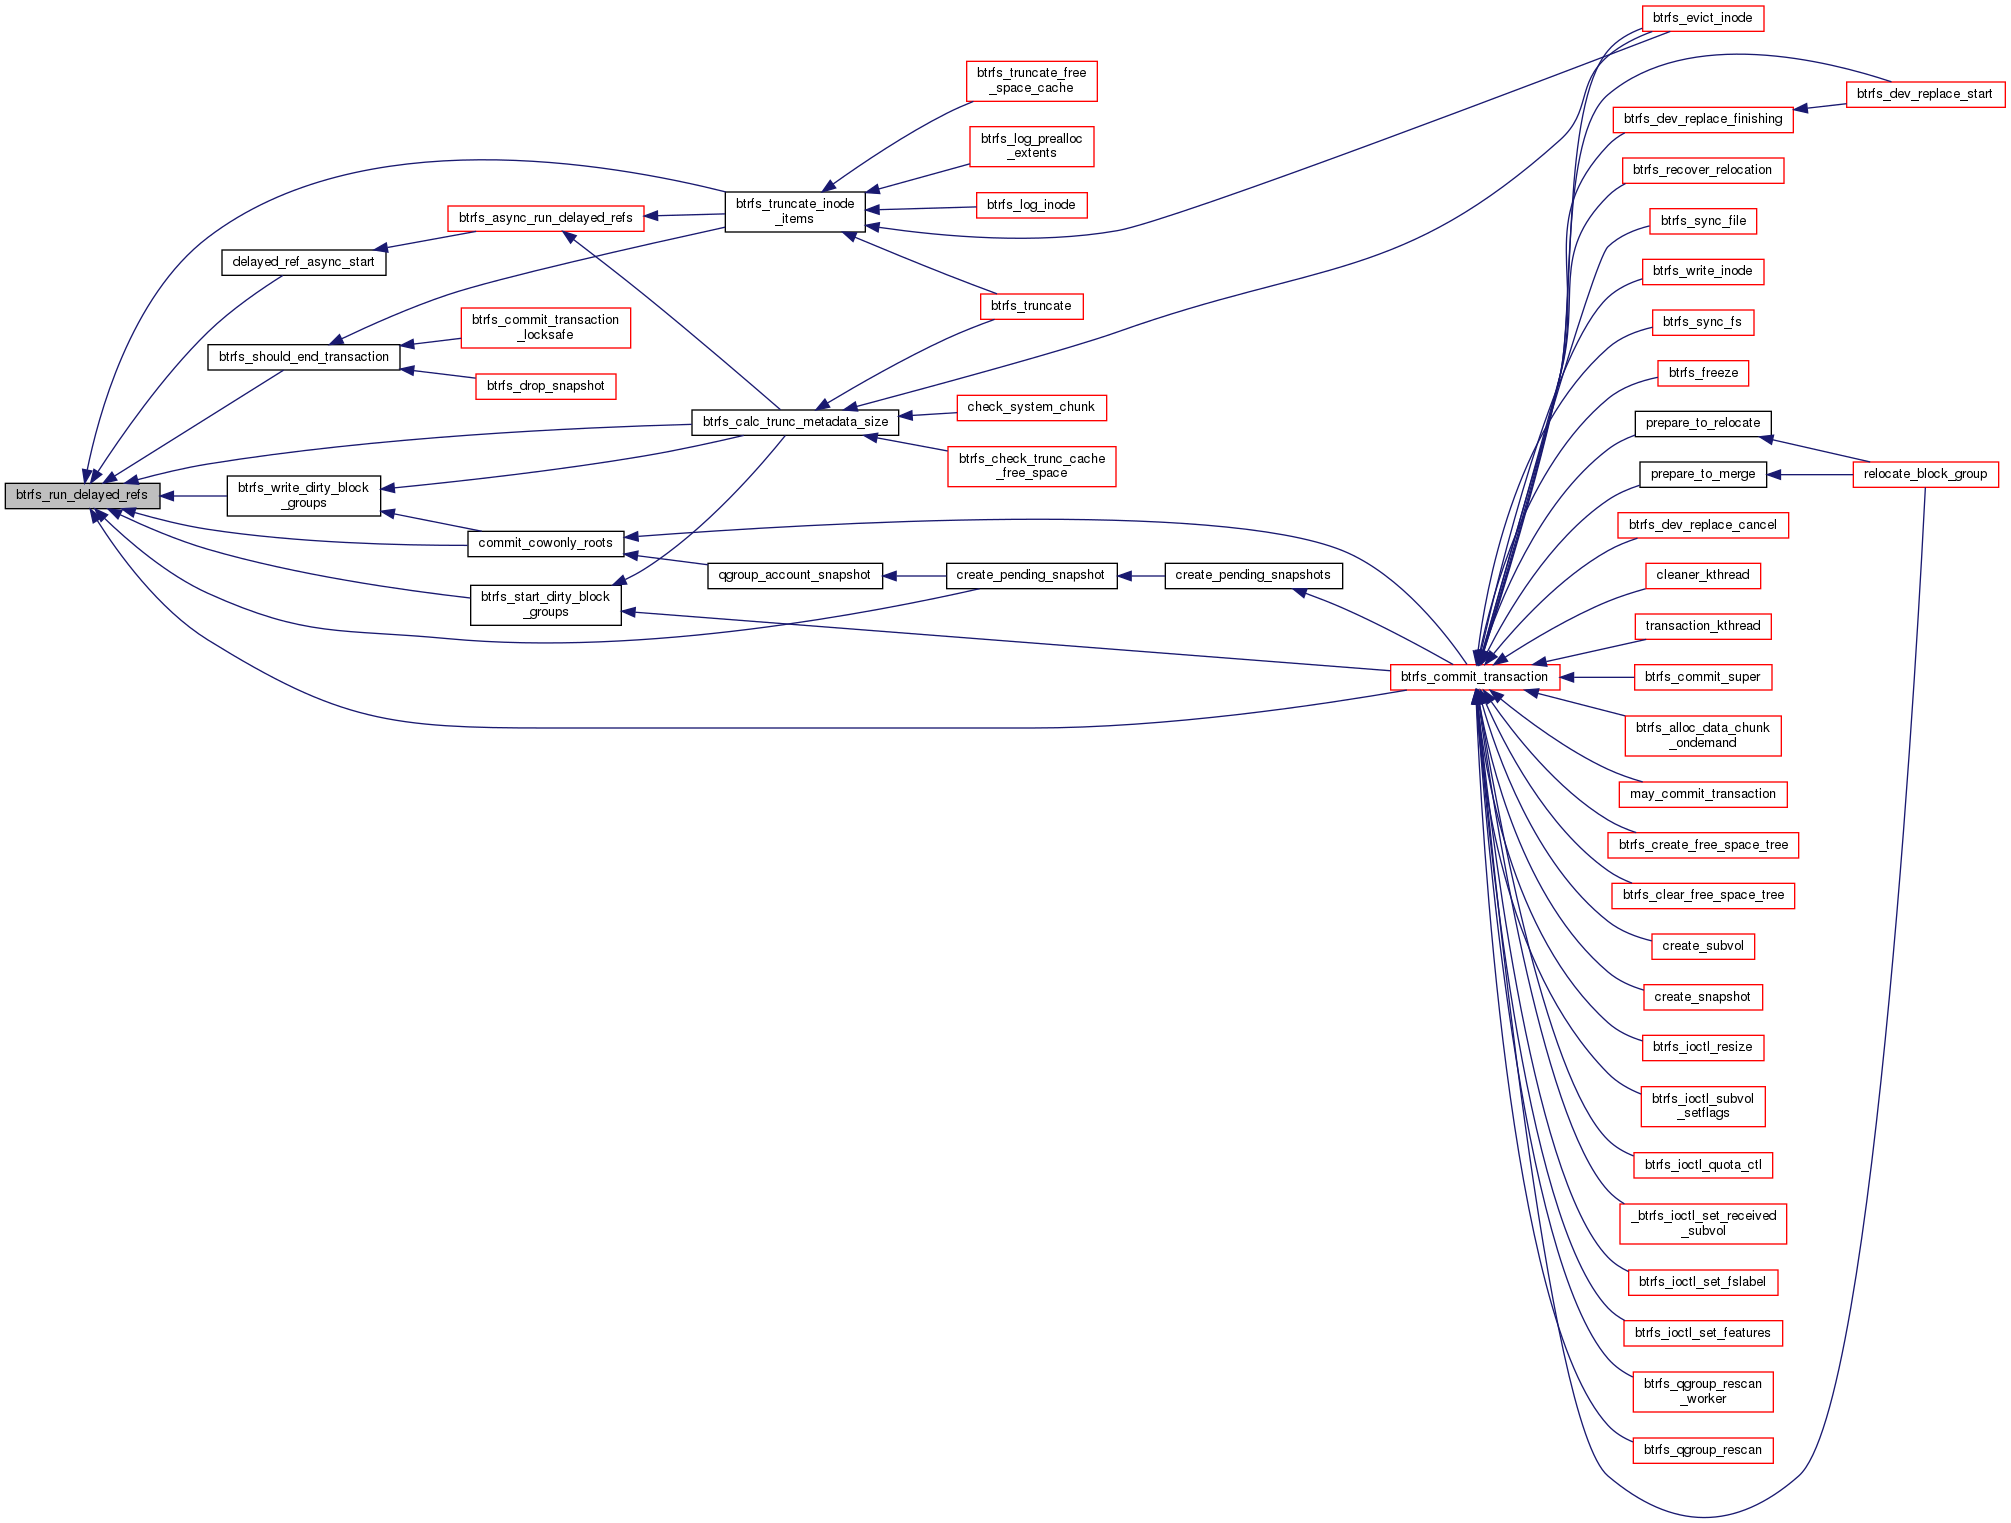 btrfs_run_delayed_refs
delayed_ref_async_start
btrfs_should_end_transaction
btrfs_write_dirty_block
_groups
btrfs_async_run_delayed_refs
btrfs_commit_transaction
_locksafe
btrfs_drop_snapshot
commit_cowonly_roots
btrfs_start_dirty_block
_groups
btrfs_truncate_inode
_items
btrfs_calc_trunc_metadata_size
qgroup_account_snapshot
btrfs_truncate_free
_space_cache
btrfs_log_prealloc
_extents
btrfs_log_inode
btrfs_truncate
check_system_chunk
btrfs_check_trunc_cache
_free_space
create_pending_snapshot
create_pending_snapshots
btrfs_commit_transaction
btrfs_evict_inode
btrfs_dev_replace_finishing
btrfs_recover_relocation
btrfs_sync_file
btrfs_write_inode
btrfs_sync_fs
btrfs_freeze
prepare_to_relocate
prepare_to_merge
btrfs_dev_replace_cancel
cleaner_kthread
transaction_kthread
btrfs_commit_super
btrfs_alloc_data_chunk
_ondemand
may_commit_transaction
btrfs_create_free_space_tree
btrfs_clear_free_space_tree
create_subvol
create_snapshot
btrfs_ioctl_resize
btrfs_ioctl_subvol
_setflags
btrfs_ioctl_quota_ctl
_btrfs_ioctl_set_received
_subvol
btrfs_ioctl_set_fslabel
btrfs_ioctl_set_features
btrfs_qgroup_rescan
_worker
btrfs_qgroup_rescan
btrfs_dev_replace_start
relocate_block_group